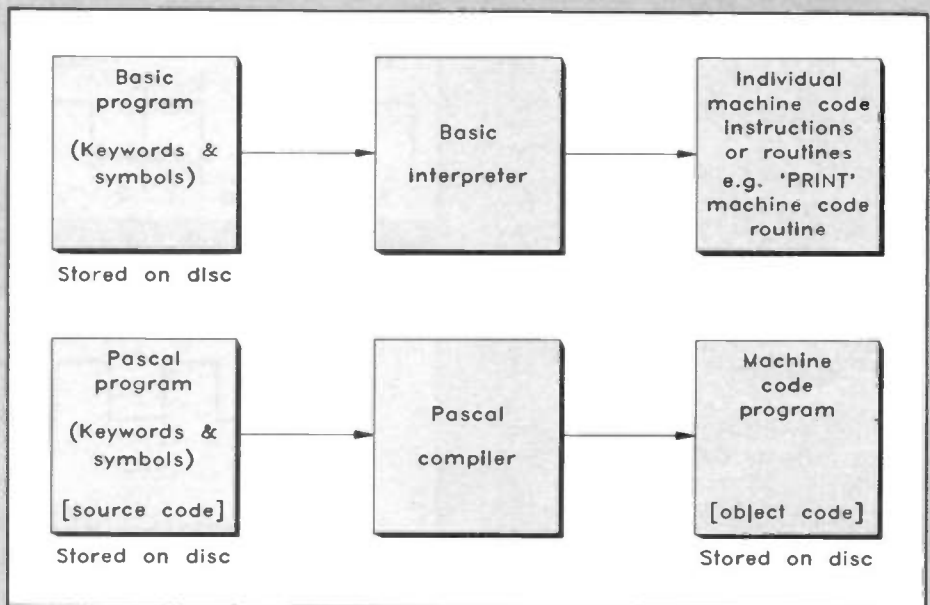 Basic
program
(Keywords &
symbols)
Stored on disc
Basic
interpreter
Individual
machine code
instructions
or routines
e.g. 'PRINT'
machine code
routine
Pascal
program
(Keywords &
symbols)
[source code]
Stored on disc
Pascal
compiler
Machine
code
program
[object code]
Stored on disc